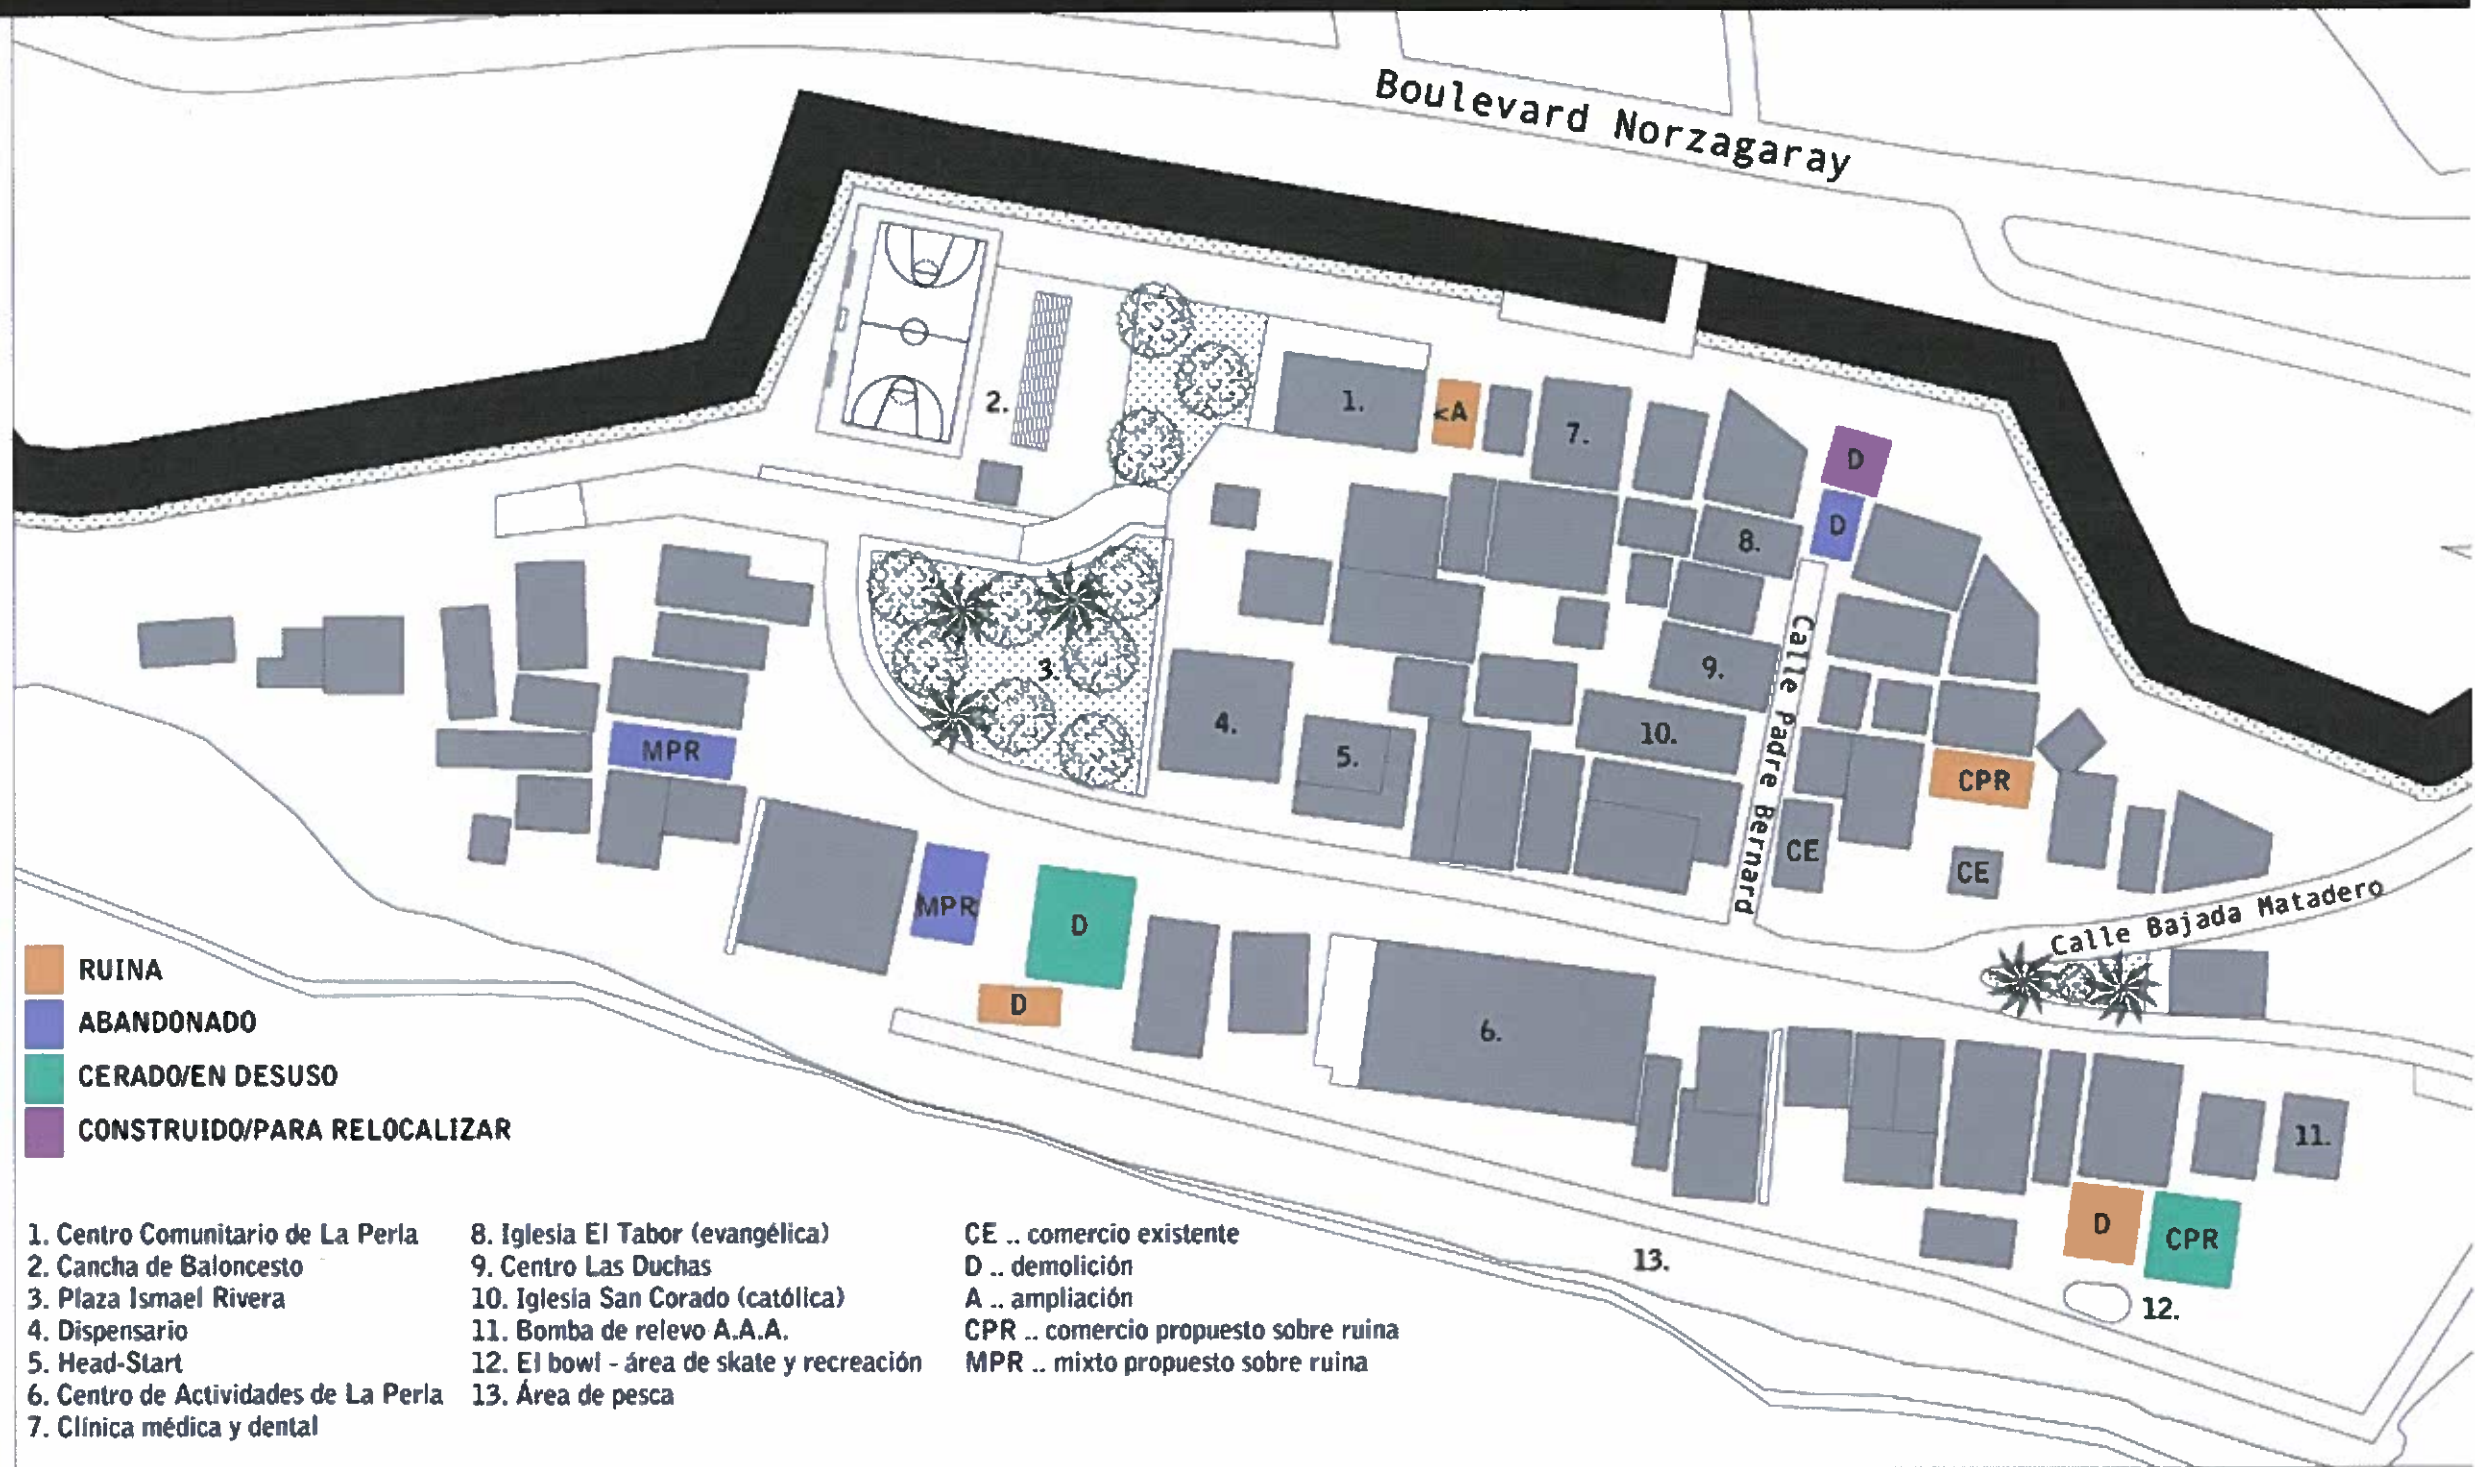 Boulevard Norzagaray
2.
1.
<A
7.
D
D
8.
3.
9.
Calle Padre Bernard
4.
5.
10.
MPR
CPR
CE
CE
MPR
D
D
Calle Bajada Matadero
6.
11.
D
CPR
12.
13.
RUINA
ABANDONADO
CERADO/EN DESUSO
CONSTRUIDO/PARA RELOCALIZAR
1. Centro Comunitario de La Perla
2. Cancha de Baloncesto
3. Plaza Ismael Rivera
4. Dispensario
5. Head-Start
6. Centro de Actividades de La Perla
7. Clínica médica y dental
8. Iglesia El Tabor (evangélica)
9. Centro Las Duchas
10. Iglesia San Corado (católica)
11. Bomba de relevo A.A.A.
12. El bowl - área de skate y recreación
13. Área de pesca
CE .. comercio existente
D .. demolición
A .. ampliación
CPR .. comercio propuesto sobre ruina
MPR .. mixto propuesto sobre ruina